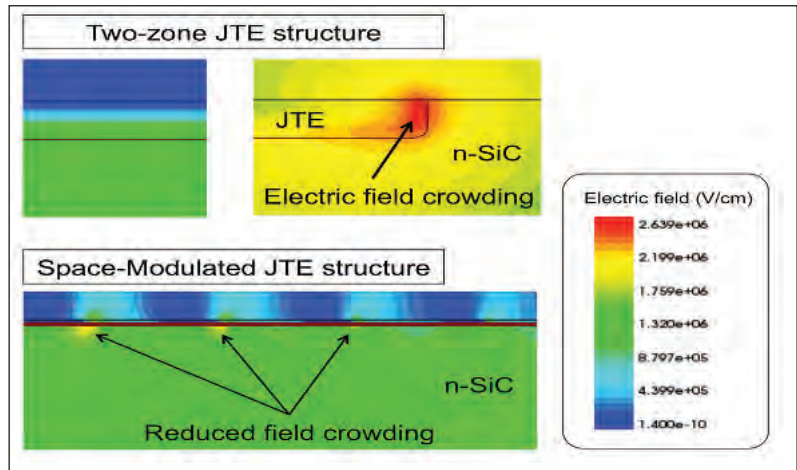 Two-zone JTE structure
JTE
n-SiC
Electric field crowding
Space-Modulated JTE structure
n-SiC
Reduced field crowding
Electric field (V/cm)
2.639e+06
2.199e+06
1.759e+06
1.320e+06
8.797e+05
4.399e+05
1.400e-10